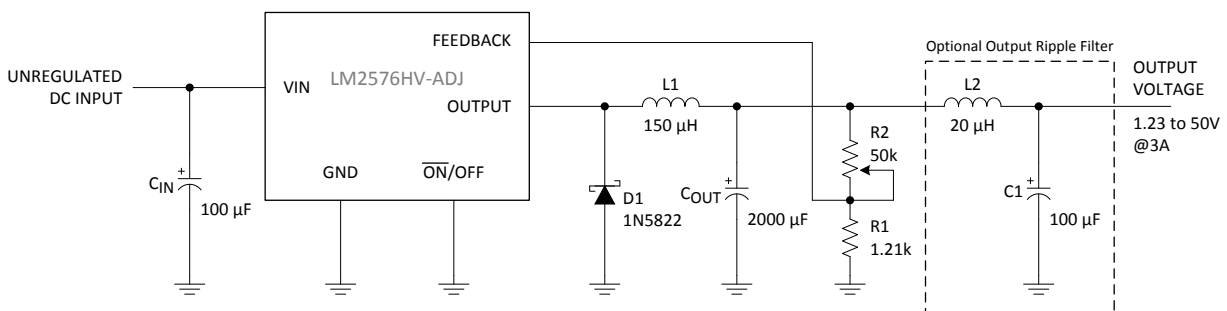 UNREGULATED
DC INPUT
C_IN
+
100 µF
VIN
LM2576HV-ADJ
FEEDBACK
OUTPUT
GND
ON/OFF
L1
150 µH
D1
1N5822
C_OUT
+
2000 µF
R2
50k
R1
1.21k
Optional Output Ripple Filter
L2
20 µH
C1
+
100 µF
OUTPUT
VOLTAGE
1.23 to 50V
@3A